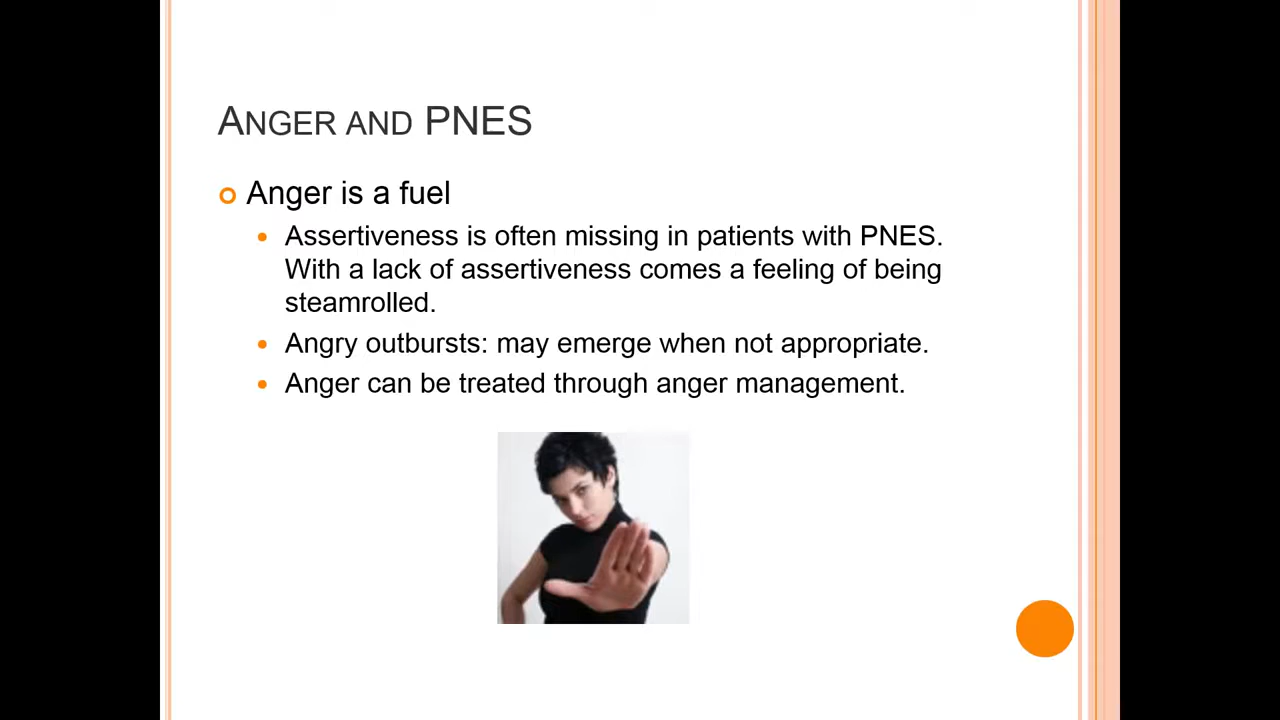 Anger and PNES
Anger is a fuel
Assertiveness is often missing in patients with PNES.
With a lack of assertiveness comes a feeling of being
steamrolled.
Angry outbursts: may emerge when not appropriate.
Anger can be treated through anger management.